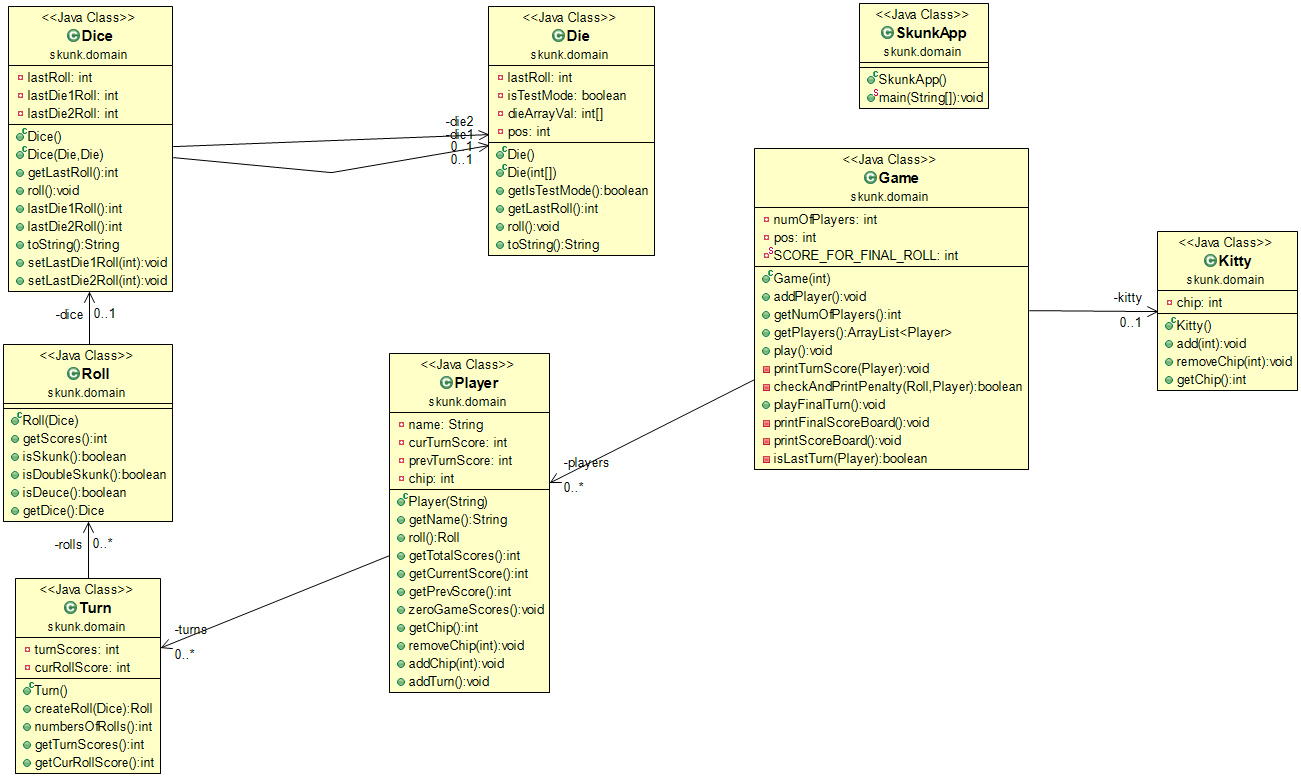 <<Java Class>>
Dice
skunk.domain
lastRoll: int
lastDie1Roll: int
lastDie2Roll: int
Dice()
Dice(Die,Die)
getLastRoll():int
roll():void
lastDie1Roll():int
lastDie2Roll():int
toString():String
setLastDie1Roll(int):void
setLastDie2Roll(int):void
-die2
-die1
0..1
0..1
<<Java Class>>
Die
skunk.domain
lastRoll: int
isTestMode: boolean
dieArrayVal: int[]
pos: int
Die()
Die(int[])
getIsTestMode():boolean
getLastRoll():int
roll():void
toString():String
<<Java Class>>
SkunkApp
skunk.domain
SkunkApp()
main(String[]):void
<<Java Class>>
Game
skunk.domain
numOfPlayers: int
pos: int
SCORE_FOR_FINAL_ROLL: int
Game(int)
addPlayer():void
getNumOfPlayers():int
getPlayers():ArrayList<Player>
play():void
printTurnScore(Player):void
checkAndPrintPenalty(Roll,Player):boolean
playFinalTurn():void
printFinalScoreBoard():void
printScoreBoard():void
isLastTurn(Player):boolean
-kitty
0..1
<<Java Class>>
Kitty
skunk.domain
chip: int
Kitty()
add(int):void
removeChip(int):void
getChip():int
-dice
0..1
<<Java Class>>
Roll
skunk.domain
Roll(Dice)
getScores():int
isSkunk():boolean
isDoubleSkunk():boolean
isDeuce():boolean
getDice():Dice
<<Java Class>>
Player
skunk.domain
name: String
curTurnScore: int
prevTurnScore: int
chip: int
Player(String)
getName():String
roll():Roll
getTotalScores():int
getCurrentScore():int
getPrevScore():int
zeroGameScores():void
getChip():int
removeChip(int):void
addChip(int):void
addTurn():void
-players
0..*
-rolls
0..*
<<Java Class>>
Turn
skunk.domain
turnScores: int
curRollScore: int
Turn()
createRoll(Dice):Roll
numbersOfRolls():int
getTurnScores():int
getCurRollScore():int
-turns
0..*